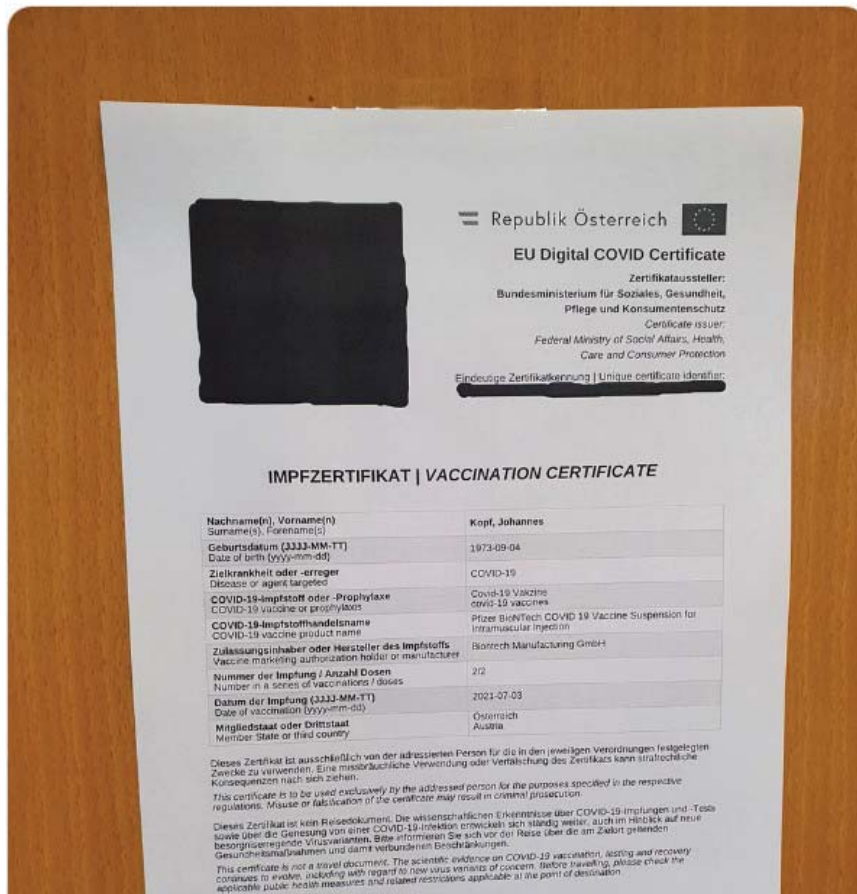 Republik Österreich
EU Digital COVID Certificate
Zertifikataussteller:
Bundesministerium für Soziales, Gesundheit,
Pflege und Konsumentenschutz
Certificate issuer:
Federal Ministry of Social Affairs, Health,
Care and Consumer Protection
Eindeutige Zertifikatkennung | Unique certificate identifier:
IMPFZERTIFIKAT | VACCINATION CERTIFICATE
Nachname(n), Vorname(n) Kopf, Johannes
Surname(s), Forename(s)
Geburtsdatum (JJJJ-MM-TT) 1973-09-04
Date of birth (yyyy-mm-dd)
Zielkrankheit oder -erreger COVID-19
Disease or agent targeted
COVID-19-Impfstoff oder -Prophylaxe Covid-19 Vakzine
COVID-19 vaccine or prophylaxis covid-19 vaccines
COVID-19-Impfstoffhandelsname Pfizer BioNTech COVID 19 Vaccine Suspension for
COVID-19 vaccine product name Intramuscular Injection
Zulassungsinhaber oder Hersteller des Impfstoffs Biontech Manufacturing GmbH
Vaccine marketing authorization holder or manufacturer
Nummer der Impfung / Anzahl Dosen 2/2
Number in a series of vaccinations / doses
Datum der Impfung (JJJJ-MM-TT) 2021-07-03
Date of vaccination (yyyy-mm-dd)
Mitgliedstaat oder Drittstaat Österreich
Member State or third country Austria
Dieses Zertifikat ist ausschließlich von der adressierten Person für die in den jeweiligen Verordnungen festgelegten
Zwecke zu verwenden. Eine missbräuchliche Verwendung oder Verfälschung des Zertifikats kann strafrechtliche
Konsequenzen nach sich ziehen.
This certificate is to be used exclusively by the addressed person for the purposes specified in the respective
regulations. Misuse or falsification of the certificate may result in criminal prosecution.
Dieses Zertifikat ist kein Reisedokument. Die wissenschaftlichen Erkenntnisse über COVID-19-Impfungen und -Tests
sowie über die Genesung von einer COVID-19-Infektion entwickeln sich ständig weiter, auch im Hinblick auf neue
besorgniserregende Virusvarianten. Bitte informieren Sie sich vor der Reise über die am Zielort geltenden
Gesundheitsmaßnahmen und damit verbundenen Beschränkungen.
This certificate is not a travel document. The scientific evidence on COVID-19 vaccination, testing and recovery
continues to evolve, including with regard to new virus variants of concern. Before travelling, please check the
applicable public health measures and related restrictions applicable at the point of destination.